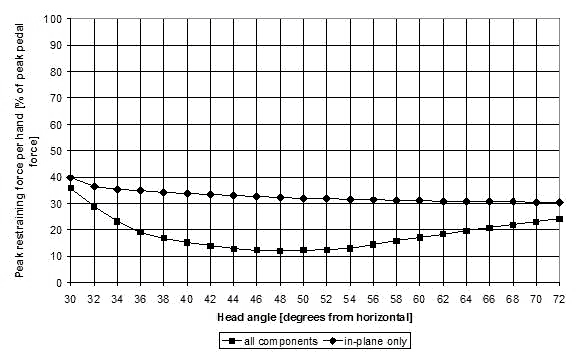 Peak restraining force per hand [% of peak pedal
force]
100
90
80
70
60
50
40
30
20
10
0
30 32 34 36 38 40 42 44 46 48 50 52 54 56 58 60 62 64 66 68 70 72
Head angle [degrees from horizontal]
all components in-plane only